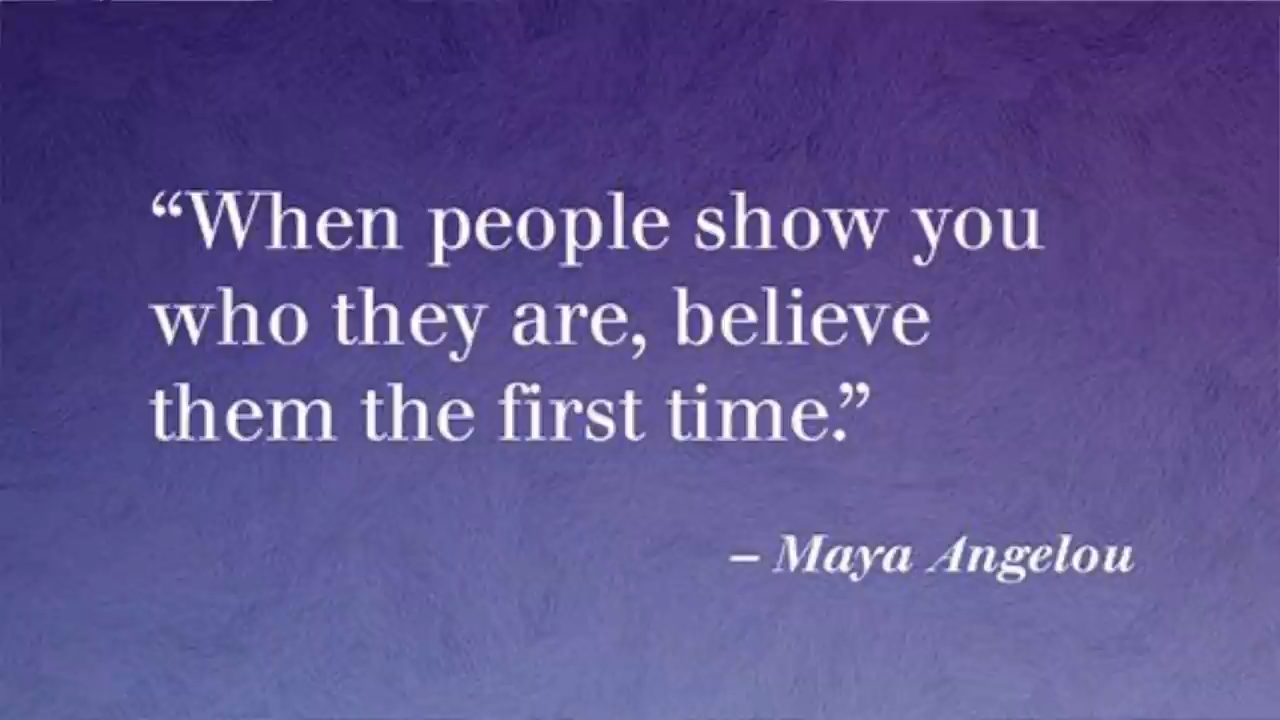 “When people show you
who they are, believe
them the first time.”
– Maya Angelou